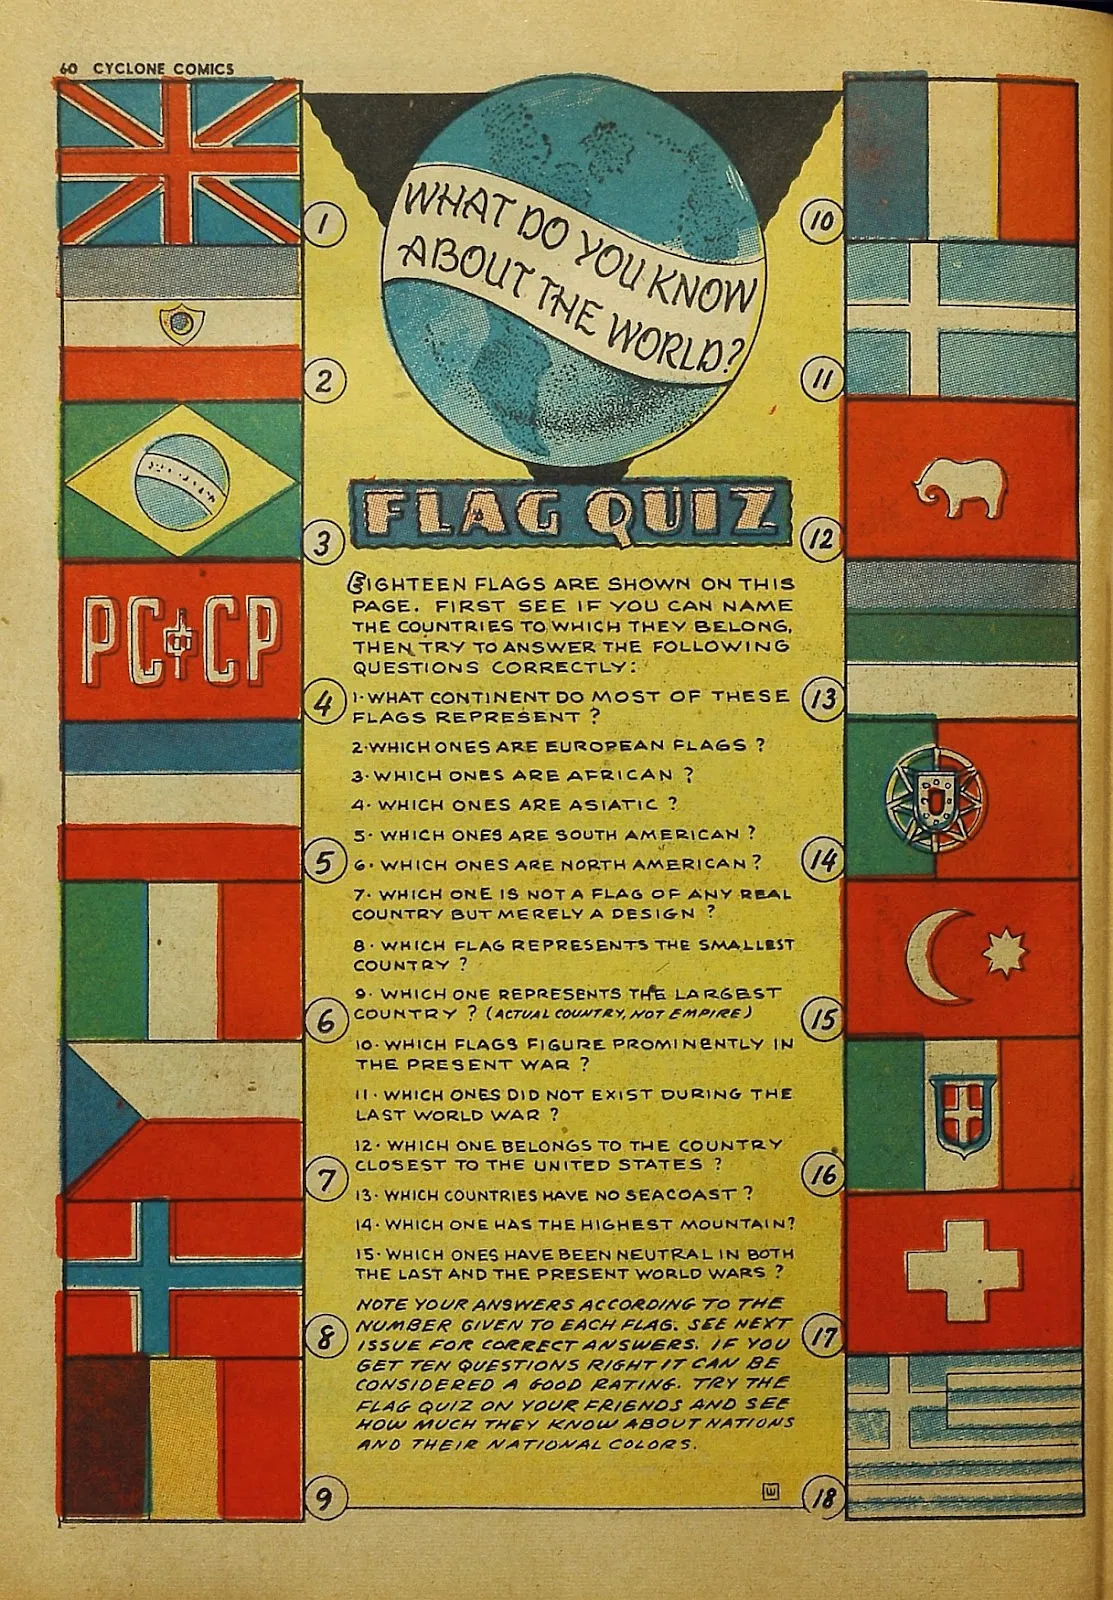 60 CYCLONE COMICS
WHAT DO YOU KNOW
ABOUT THE WORLD?
FLAG QUIZ
EIGHTEEN FLAGS ARE SHOWN ON THIS
PAGE. FIRST SEE IF YOU CAN NAME
THE COUNTRIES TO WHICH THEY BELONG,
THEN TRY TO ANSWER THE FOLLOWING
QUESTIONS CORRECTLY:
1· WHAT CONTINENT DO MOST OF THESE
FLAGS REPRESENT ?
2· WHICH ONES ARE EUROPEAN FLAGS ?
3· WHICH ONES ARE AFRICAN ?
4· WHICH ONES ARE ASIATIC ?
5· WHICH ONES ARE SOUTH AMERICAN ?
6· WHICH ONES ARE NORTH AMERICAN ?
7· WHICH ONE IS NOT A FLAG OF ANY REAL
COUNTRY BUT MERELY A DESIGN ?
8· WHICH FLAG REPRESENTS THE SMALLEST
COUNTRY ?
9· WHICH ONE REPRESENTS THE LARGEST
COUNTRY ? (ACTUAL COUNTRY, NOT EMPIRE)
10· WHICH FLAGS FIGURE PROMINENTLY IN
THE PRESENT WAR ?
11· WHICH ONES DID NOT EXIST DURING THE
LAST WORLD WAR ?
12· WHICH ONE BELONGS TO THE COUNTRY
CLOSEST TO THE UNITED STATES ?
13· WHICH COUNTRIES HAVE NO SEACOAST ?
14· WHICH ONE HAS THE HIGHEST MOUNTAIN?
15· WHICH ONES HAVE BEEN NEUTRAL IN BOTH
THE LAST AND THE PRESENT WORLD WARS ?
NOTE YOUR ANSWERS ACCORDING TO THE
NUMBER GIVEN TO EACH FLAG. SEE NEXT
ISSUE FOR CORRECT ANSWERS. IF YOU
GET TEN QUESTIONS RIGHT IT CAN BE
CONSIDERED A GOOD RATING. TRY THE
FLAG QUIZ ON YOUR FRIENDS AND SEE
HOW MUCH THEY KNOW ABOUT NATIONS
AND THEIR NATIONAL COLORS.
W
1
2
3
РС СР
4
5
6
7
8
9
10
11
12
13
14
15
16
17
18